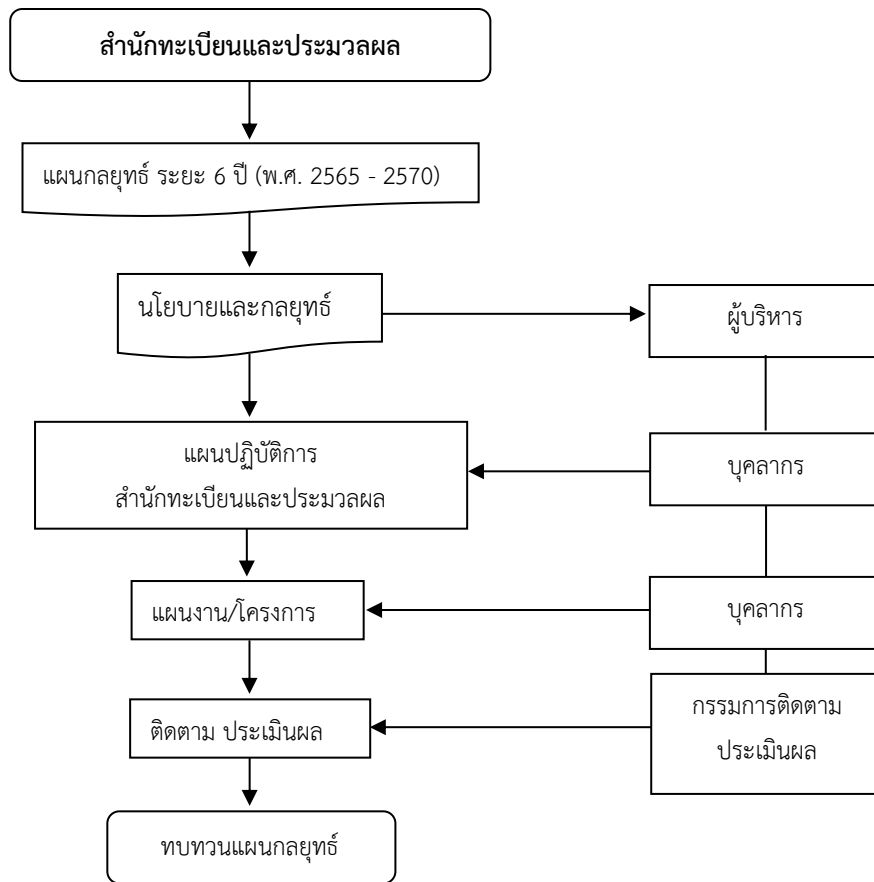 สำนักทะเบียนและประมวลผล
แผนกลยุทธ์ ระยะ 6 ปี (พ.ศ. 2565 - 2570)
นโยบายและกลยุทธ์
ผู้บริหาร
แผนปฏิบัติการ
สำนักทะเบียนและประมวลผล
บุคลากร
แผนงาน/โครงการ
บุคลากร
ติดตาม ประเมินผล
กรรมการติดตาม
ประเมินผล
ทบทวนแผนกลยุทธ์